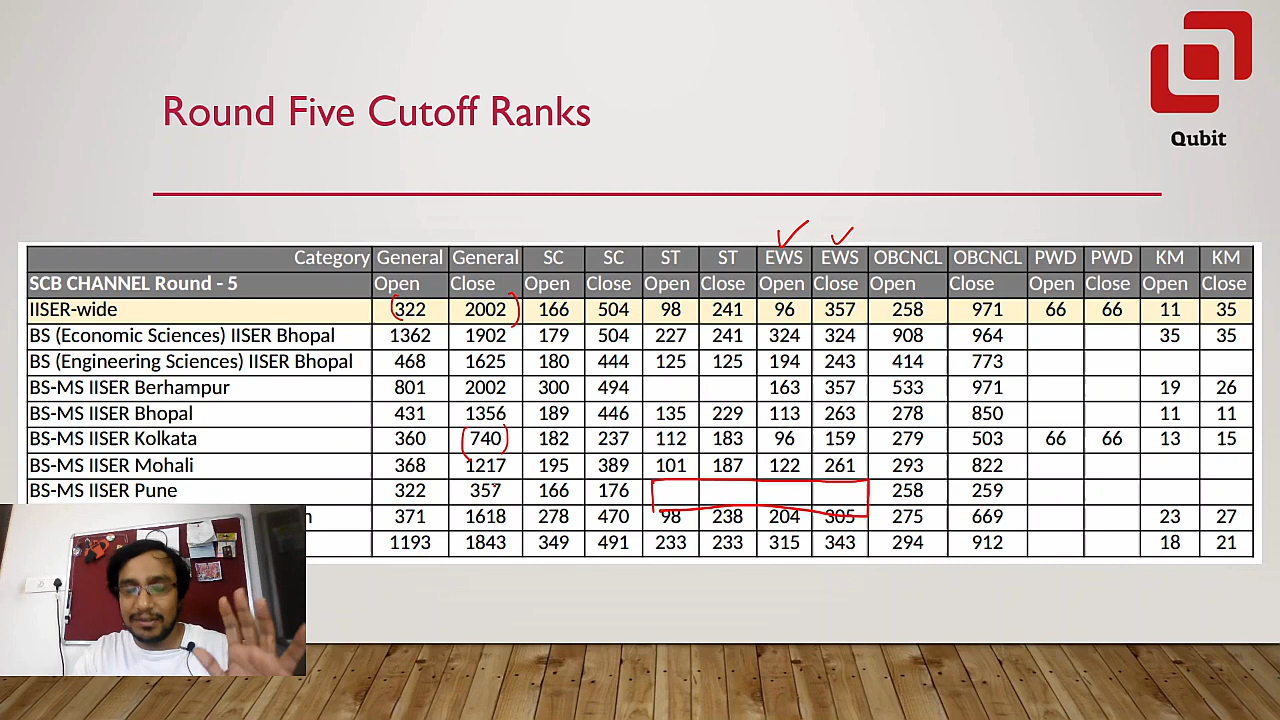 Round Five Cutoff Ranks
Qubit
Category General General SC SC ST ST EWS EWS OBCNCL OBCNCL PWD PWD KM KM
SCB CHANNEL Round - 5 Open Close Open Close Open Close Open Close Open Close Open Close Open Close
IISER-wide 322 2002 166 504 98 241 96 357 258 971 66 66 11 35
BS (Economic Sciences) IISER Bhopal 1362 1902 179 504 227 241 324 324 908 964 35 35
BS (Engineering Sciences) IISER Bhopal 468 1625 180 444 125 125 194 243 414 773
BS-MS IISER Berhampur 801 2002 300 494 163 357 533 971 19 26
BS-MS IISER Bhopal 431 1356 189 446 135 229 113 263 278 850 11 11
BS-MS IISER Kolkata 360 740 182 237 112 183 96 159 279 503 66 66 13 15
BS-MS IISER Mohali 368 1217 195 389 101 187 122 261 293 822
BS-MS IISER Pune 322 357 166 176 258 259
371 1618 278 470 98 238 204 305 275 669 23 27
1193 1843 349 491 233 233 315 343 294 912 18 21